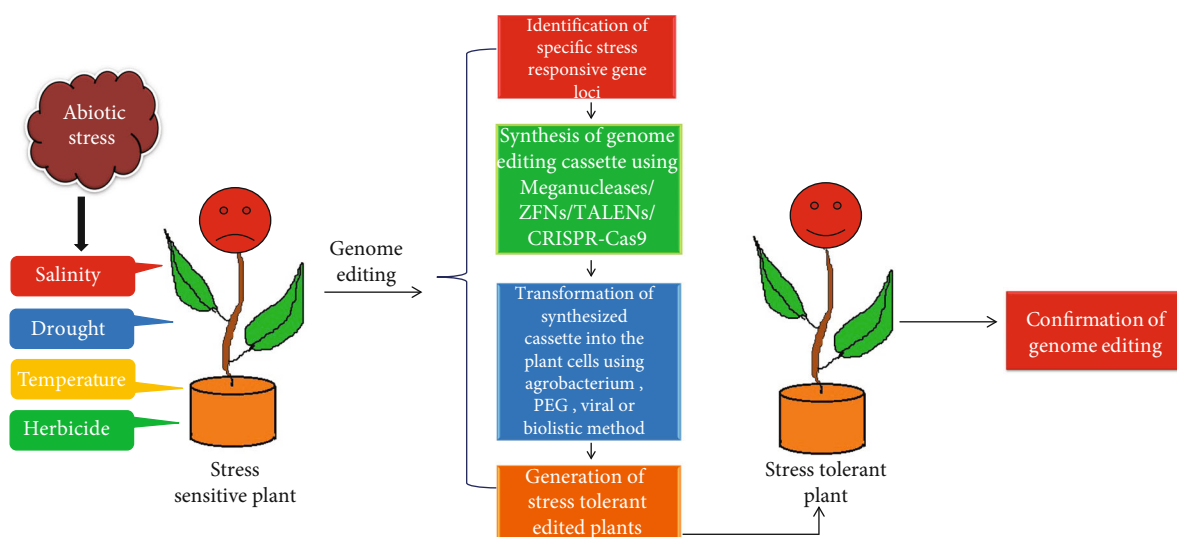 Abiotic
stress
Salinity
Drought
Temperature
Herbicide
Stress
sensitive plant
Genome
editing
Identification of
specific stress
responsive gene
loci
Synthesis of genome
editing cassette using
Meganucleases/
ZFNs/TALENs/
CRISPR-Cas9
Transformation of
synthesized
cassette into the
plant cells using
agrobacterium ,
PEG , viral or
biolistic method
Generation of
stress tolerant
edited plants
Stress tolerant
plant
Confirmation of
genome editing